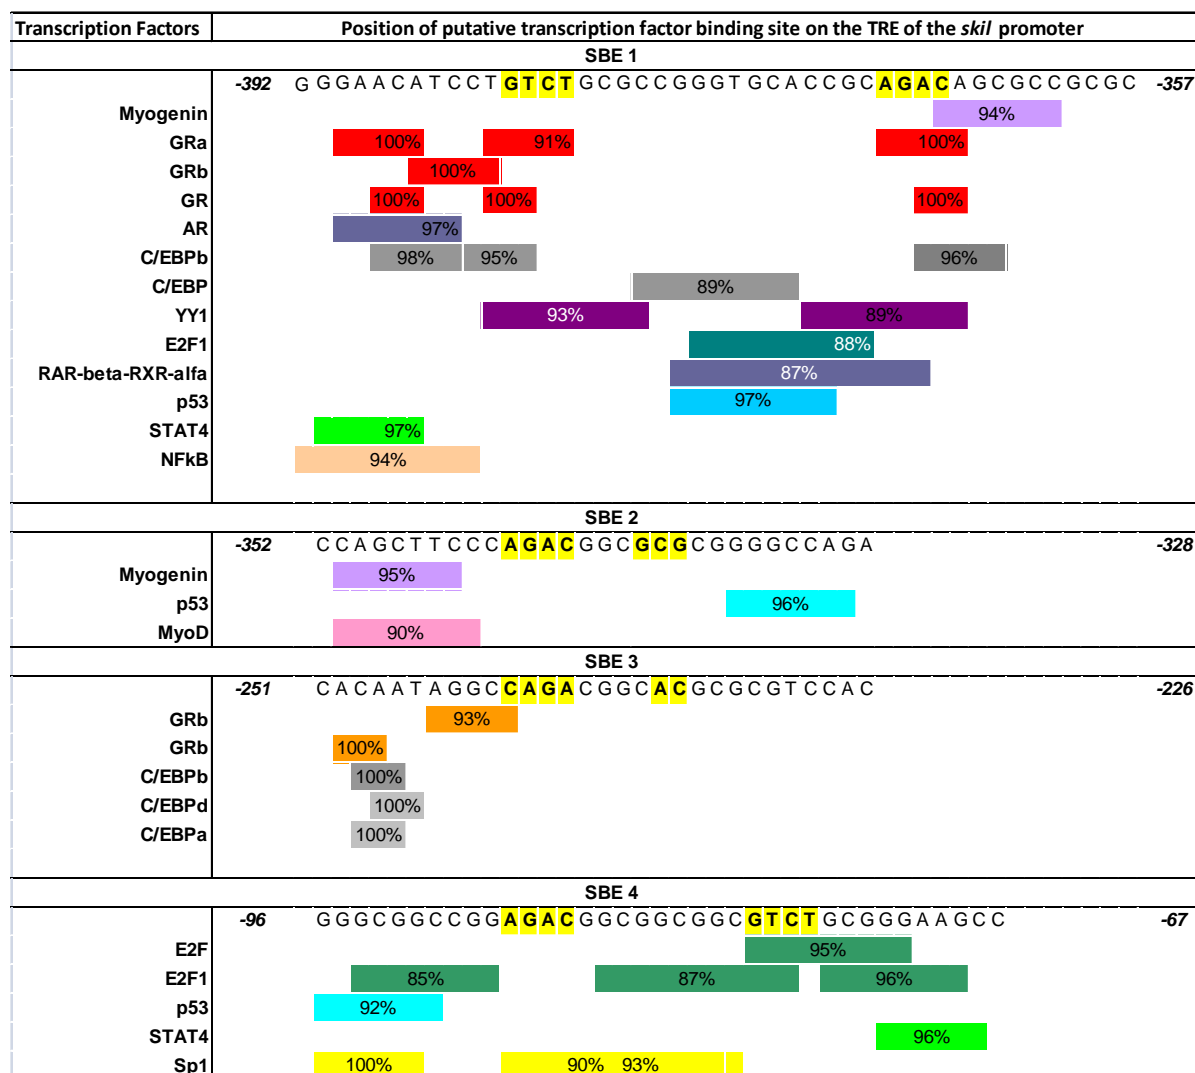 Transcription Factors Position of putative transcription factor binding site on the TRE of the skil promoter
SBE 1
-392 G G G A A C A T C C T G T C T G C G C C G G G T G C A C C G C A G A C A G C G C C G C G C -357
Myogenin 94%
GRa 100% 91% 100%
GRb 100%
GR 100% 100% 100%
AR 97%
C/EBPb 98% 95% 96%
C/EBP 89%
YY1 93% 89%
E2F1 88%
RAR-beta-RXR-alfa 87%
p53 97%
STAT4 97%
NFkB 94%
SBE 2
-352 C C A G C T T C C C A G A C G G C G C G C G G G G C C A G A -328
Myogenin 95%
p53 96%
MyoD 90%
SBE 3
-251 C A C A A T A G G C C A G A C G G C A C G C G C G T C C A C -226
GRb 93%
GRb 100%
C/EBPb 100%
C/EBPd 100%
C/EBPa 100%
SBE 4
-96 G G G C G G C C G G A G A C G G C G G C G G C G T C T G C G G G A A G C C -67
E2F 95%
E2F1 85% 87% 96%
p53 92%
STAT4 96%
Sp1 100% 90% 93%